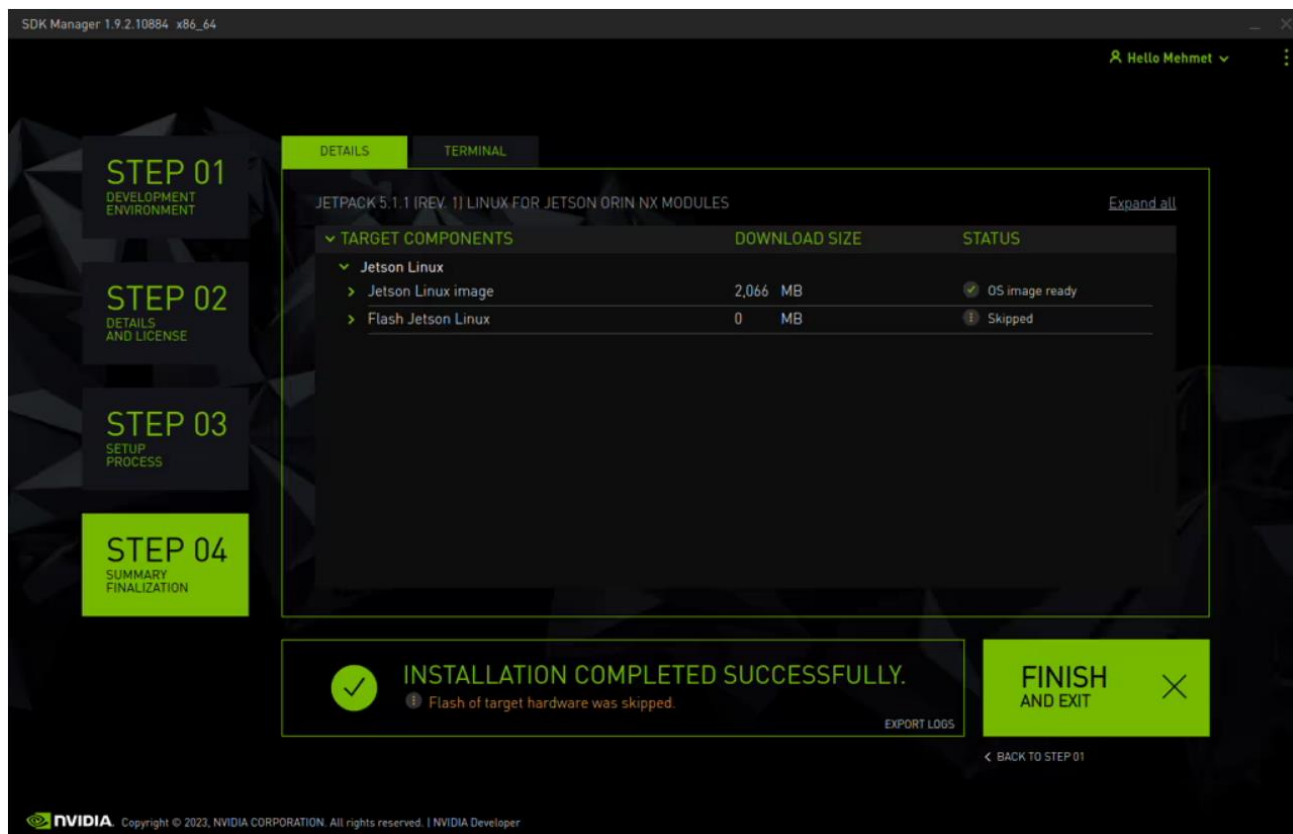 SDK Manager 1.9.2.10884 x86_64
Hello Mehmet
STEP 01
DEVELOPMENT
ENVIRONMENT
STEP 02
DETAILS
AND LICENSE
STEP 03
SETUP
PROCESS
STEP 04
SUMMARY
FINALIZATION
DETAILS TERMINAL
JETPACK 5.1.1 (REV. 1) LINUX FOR JETSON ORIN NX MODULES Expand all
TARGET COMPONENTS DOWNLOAD SIZE STATUS
Jetson Linux
Jetson Linux image 2,066 MB OS image ready
Flash Jetson Linux 0 MB Skipped
INSTALLATION COMPLETED SUCCESSFULLY.
Flash of target hardware was skipped.
EXPORT LOGS
FINISH
AND EXIT
BACK TO STEP 01
NVIDIA. Copyright © 2023, NVIDIA CORPORATION. All rights reserved. | NVIDIA Developer